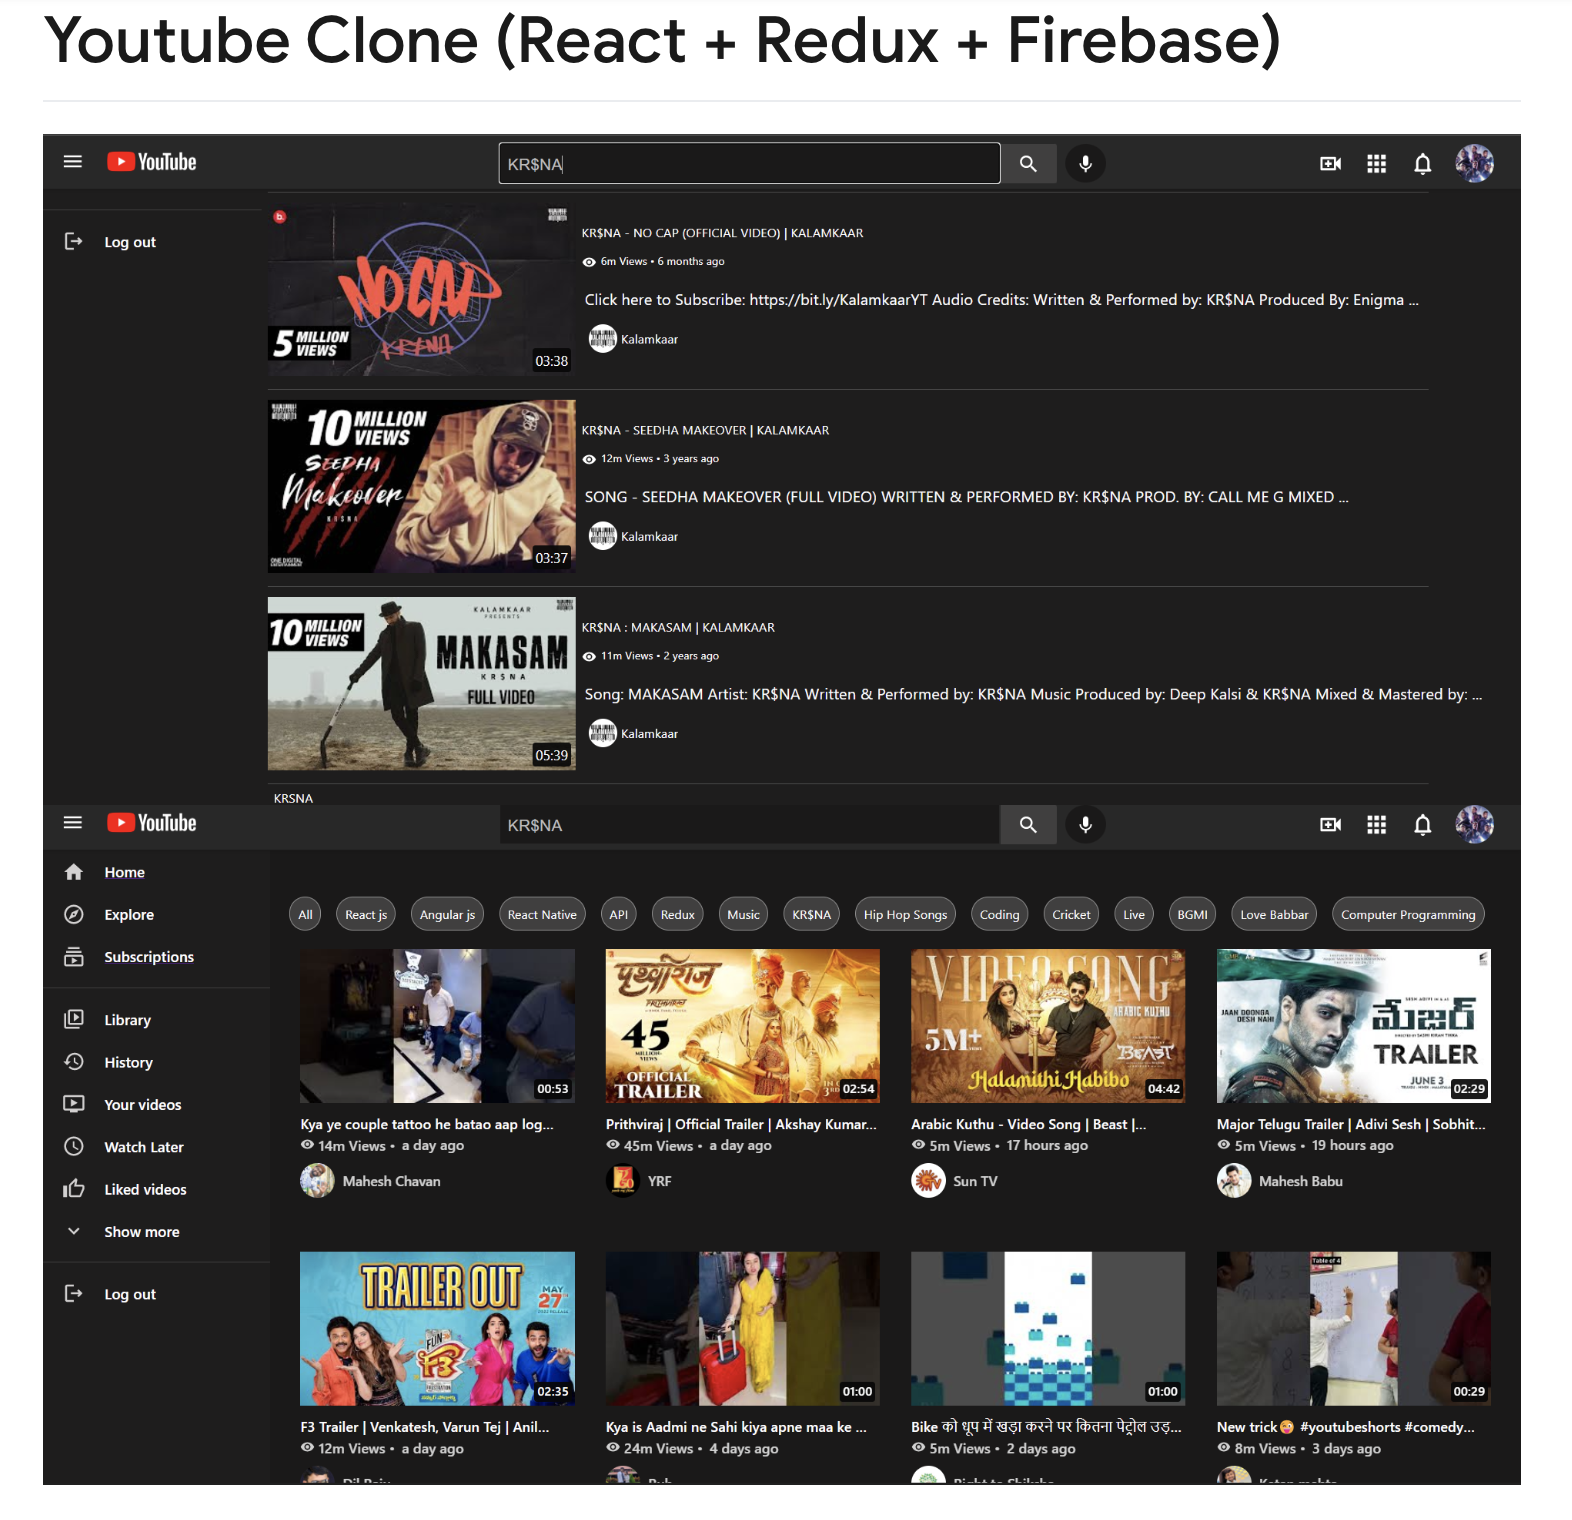 Youtube Clone (React + Redux + Firebase)
YouTube
KR$NA
Log out
NO CAP
KR$NA
5 MILLION VIEWS
03:38
KR$NA - NO CAP (OFFICIAL VIDEO) | KALAMKAAR
6m Views • 6 months ago
Click here to Subscribe: https://bit.ly/KalamkaarYT Audio Credits: Written & Performed by: KR$NA Produced By: Enigma ...
Kalamkaar
10 MILLION VIEWS
SEEDHA
Makeover
KRSNA
ONE DIGITAL
ENTERTAINMENT
03:37
KR$NA - SEEDHA MAKEOVER | KALAMKAAR
12m Views • 3 years ago
SONG - SEEDHA MAKEOVER (FULL VIDEO) WRITTEN & PERFORMED BY: KR$NA PROD. BY: CALL ME G MIXED ...
Kalamkaar
10 MILLION VIEWS
KALAMKAAR
PRESENTS
MAKASAM
KR$NA
FULL VIDEO
05:39
KR$NA : MAKASAM | KALAMKAAR
11m Views • 2 years ago
Song: MAKASAM Artist: KR$NA Written & Performed by: KR$NA Music Produced by: Deep Kalsi & KR$NA Mixed & Mastered by: ...
Kalamkaar
KRSNA
YouTube
KR$NA
Home
Explore
Subscriptions
Library
History
Your videos
Watch Later
Liked videos
Show more
Log out
All
React js
Angular js
React Native
API
Redux
Music
KR$NA
Hip Hop Songs
Coding
Cricket
Live
BGMI
Love Babbar
Computer Programming
00:53
Kya ye couple tattoo he batao aap log...
14m Views • a day ago
Mahesh Chavan
पृथ्वीराज
45
MILLION+
VIEWS
OFFICIAL
TRAILER
02:54
Prithviraj | Official Trailer | Akshay Kumar...
45m Views • a day ago
YRF
VIDEO SONG
ARABIC KUTHU
5M+
BEAST
Halamithi Habibo
04:42
Arabic Kuthu - Video Song | Beast |...
5m Views • 17 hours ago
Sun TV
JAAN DOONGA
DESH NAHI
మేజర్
TRAILER
JUNE 3
02:29
Major Telugu Trailer | Adivi Sesh | Sobhit...
5m Views • 19 hours ago
Mahesh Babu
TRAILER OUT
MAY
27
FUN
F3
02:35
F3 Trailer | Venkatesh, Varun Tej | Anil...
12m Views • a day ago
Dil Raju
01:00
Kya is Aadmi ne Sahi kiya apne maa ke ...
24m Views • 4 days ago
01:00
Bike को धूप में खड़ा करने पर कितना पेट्रोल उड़...
5m Views • 2 days ago
Right to Shiksha
Table of 4
00:29
New trick😜 #youtubeshorts #comedy...
8m Views • 3 days ago
Ketan mehta